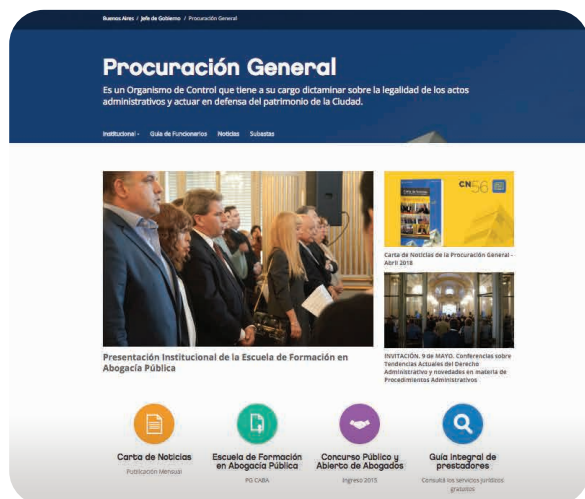 Buenos Aires / Jefe de Gobierno / Procuración General
Procuración General
Es un Organismo de Control que tiene a su cargo dictaminar sobre la legalidad de los actos
administrativos y actuar en defensa del patrimonio de la Ciudad.
Institucional Guía de Funcionarios Noticias Subastas
CN56
Carta de Noticias de la Procuración General -
Abril 2018
Presentación Institucional de la Escuela de Formación en
Abogacía Pública
INVITACIÓN. 9 de MAYO. Conferencias sobre
Tendencias Actuales del Derecho
Administrativo y novedades en materia de
Procedimientos Administrativos
Carta de Noticias
Publicación Mensual
Escuela de Formación
en Abogacía Pública
PG CABA
Concurso Público y
Abierto de Abogados
Ingreso 2015
Guía integral de
prestadores
Consultá los servicios jurídicos
gratuitos